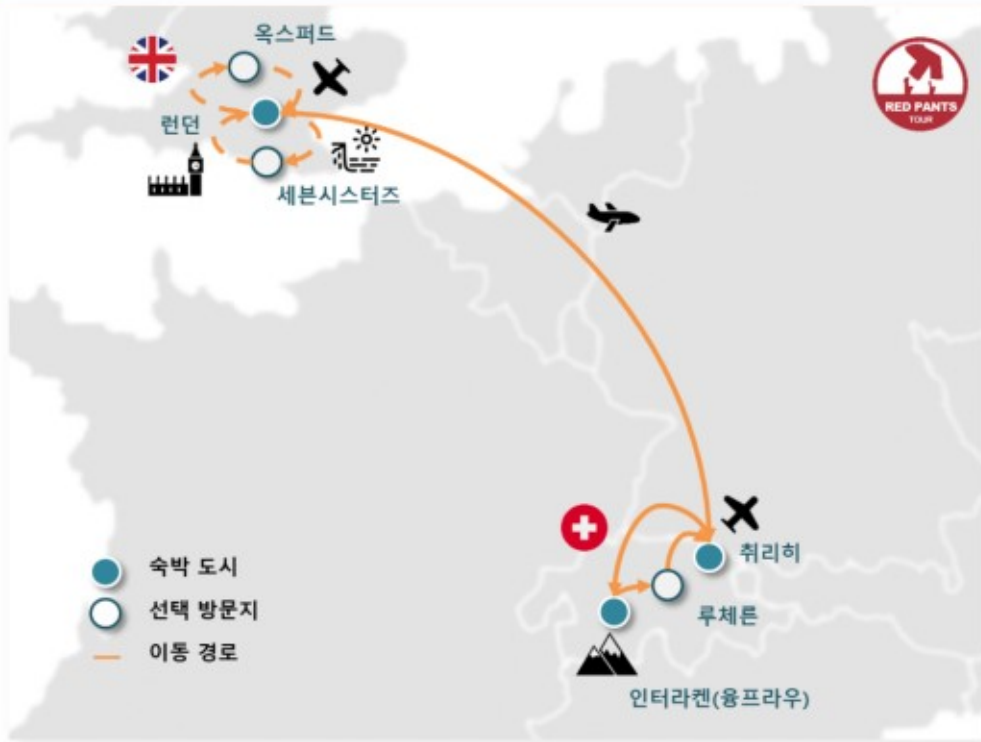 옥스퍼드
런던
세븐시스터즈
RED PANTS
TOUR
취리히
루체른
인터라켄(융프라우)
숙박 도시
선택 방문지
이동 경로